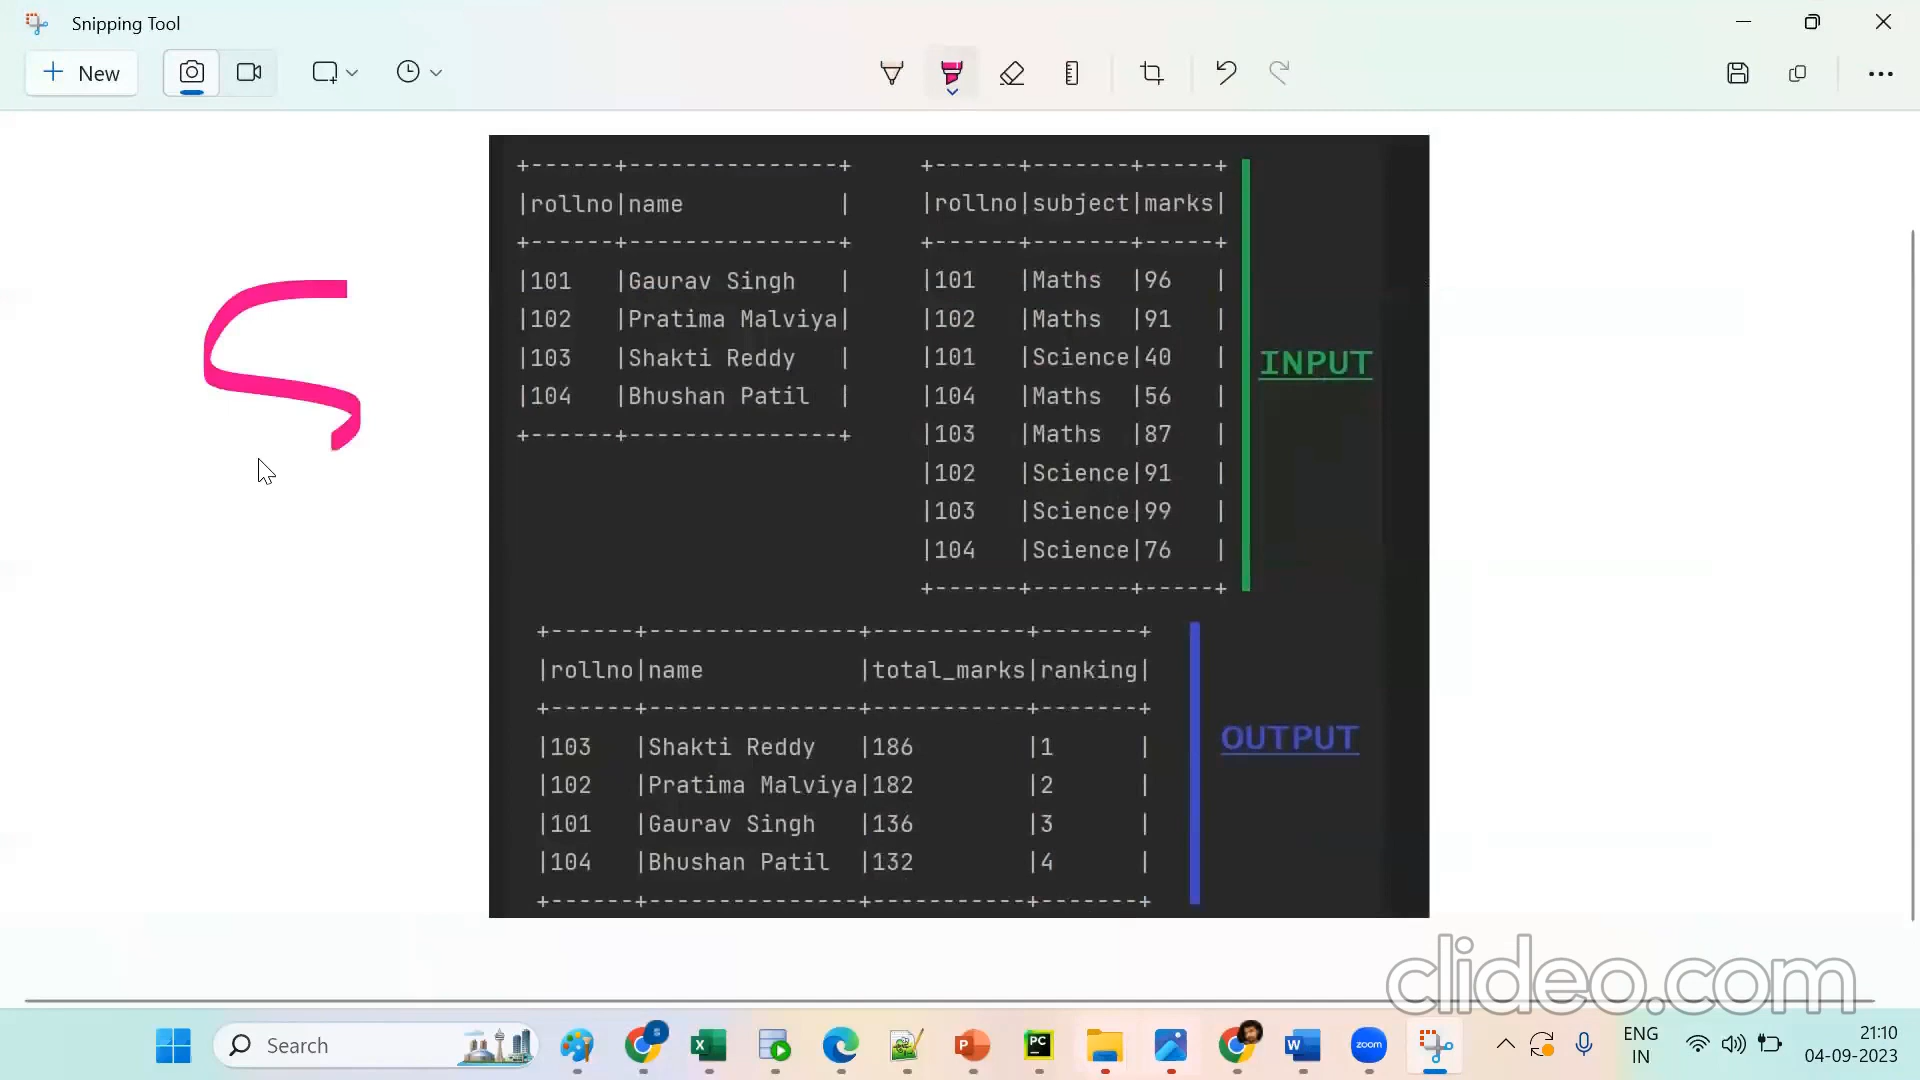 Snipping Tool
New
+------+---------------+
|rollno|name           |
+------+---------------+
|101   |Gaurav Singh   |
|102   |Pratima Malviya|
|103   |Shakti Reddy   |
|104   |Bhushan Patil  |
+------+---------------+
+------+-------+-----+
|rollno|subject|marks|
+------+-------+-----+
|101   |Maths  |96   |
|102   |Maths  |91   |
|101   |Science|40   |
|104   |Maths  |56   |
|103   |Maths  |87   |
|102   |Science|91   |
|103   |Science|99   |
|104   |Science|76   |
+------+-------+-----+
INPUT
+------+---------------+-----------+-------+
|rollno|name           |total_marks|ranking|
+------+---------------+-----------+-------+
|103   |Shakti Reddy   |186        |1      |
|102   |Pratima Malviya|182        |2      |
|101   |Gaurav Singh   |136        |3      |
|104   |Bhushan Patil  |132        |4      |
+------+---------------+-----------+-------+
OUTPUT
clideo.com
Search
S
X
PC
P
W
zoom
ENG
IN
21:10
04-09-2023